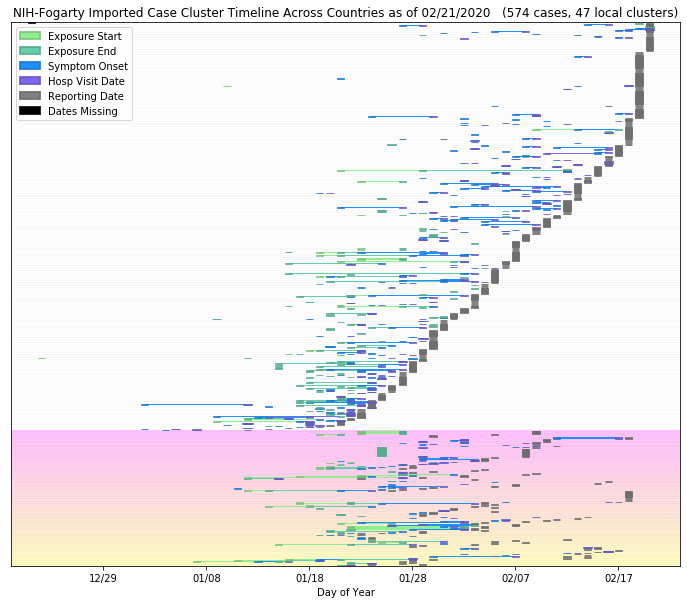 NIH-Fogarty Imported Case Cluster Timeline Across Countries as of 02/21/2020 (574 cases, 47 local clusters)
Exposure Start
Exposure End
Symptom Onset
Hosp Visit Date
Reporting Date
Dates Missing
12/29 01/08 01/18 01/28 02/07 02/17
Day of Year